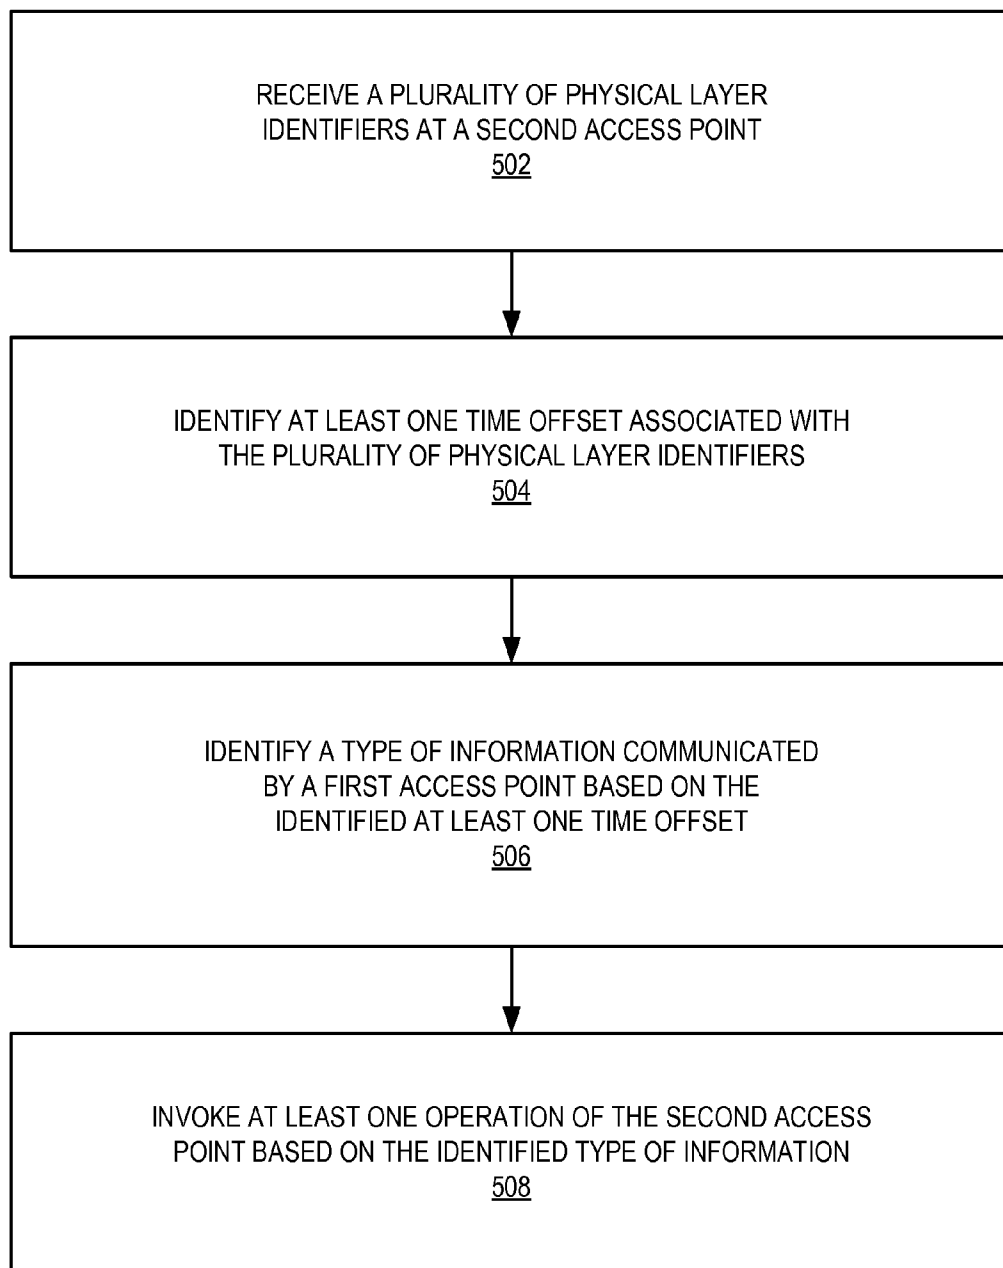 RECEIVE A PLURALITY OF PHYSICAL LAYER
IDENTIFIERS AT A SECOND ACCESS POINT
502
IDENTIFY AT LEAST ONE TIME OFFSET ASSOCIATED WITH
THE PLURALITY OF PHYSICAL LAYER IDENTIFIERS
504
IDENTIFY A TYPE OF INFORMATION COMMUNICATED
BY A FIRST ACCESS POINT BASED ON THE
IDENTIFIED AT LEAST ONE TIME OFFSET
506
INVOKE AT LEAST ONE OPERATION OF THE SECOND ACCESS
POINT BASED ON THE IDENTIFIED TYPE OF INFORMATION
508